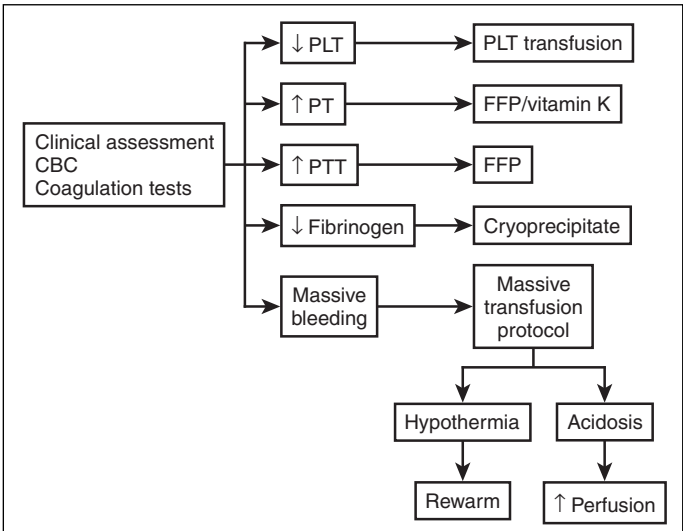 ↓ PLT
PLT transfusion
↑ PT
FFP/vitamin K
Clinical assessment
CBC
Coagulation tests
↑ PTT
FFP
↓ Fibrinogen
Cryoprecipitate
Massive
bleeding
Massive
transfusion
protocol
Hypothermia
Acidosis
Rewarm
↑ Perfusion